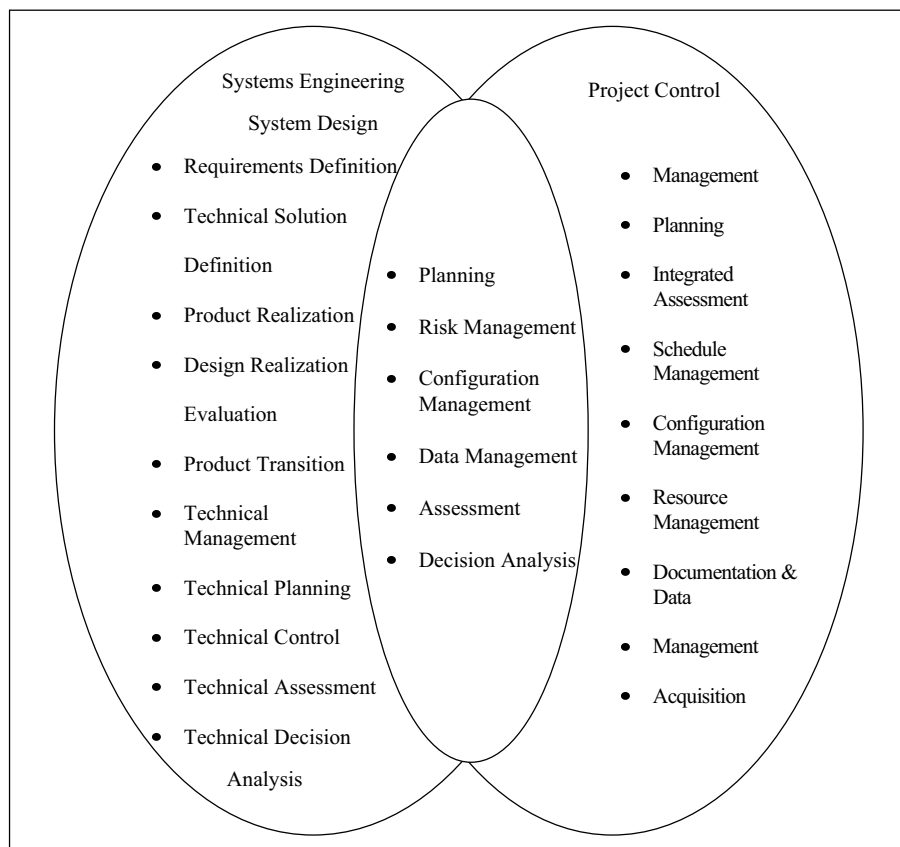 Systems Engineering
System Design
• Requirements Definition
• Technical Solution
Definition
• Product Realization
• Design Realization
Evaluation
• Product Transition
• Technical
Management
• Technical Planning
• Technical Control
• Technical Assessment
• Technical Decision
Analysis
• Planning
• Risk Management
• Configuration
Management
• Data Management
• Assessment
• Decision Analysis
Project Control
• Management
• Planning
• Integrated
Assessment
• Schedule
Management
• Configuration
Management
• Resource
Management
• Documentation &
Data
• Management
• Acquisition